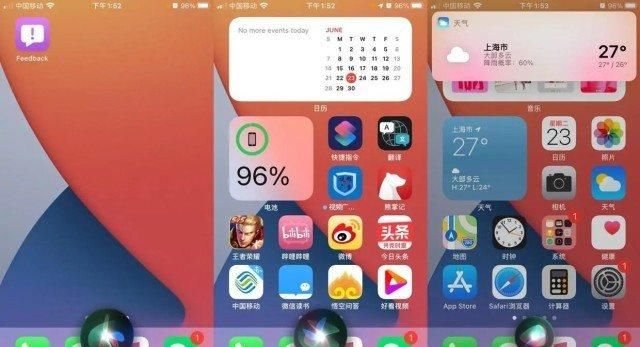 中国移动
下午1:52
Feedback
1
中国移动
下午1:52
No more events today
JUNE
S M T W T F S
1 2 3 4 5 6
7 8 9 10 11 12 13
14 15 16 17 18 19 20
21 22 23 24 25 26 27
28 29 30
日历
96%
电池
快捷指令
翻译
视频广…
熊掌记
王者荣耀
哔哩哔哩
bilibili
微博
头条
今日头条
中国移动
微信读书
悟空问答
好看视频
1
中国移动
下午1:53
天气
上海市
大部多云
降雨概率：60%
27°
27° / 26°
音乐
上海市
27°
大部多云
H:27° L:24°
天气
星期二
23
日历
照片
相机
天气
地图
时钟
系统
1
健康
App Store
Safari浏览器
计算器
设置
1
1